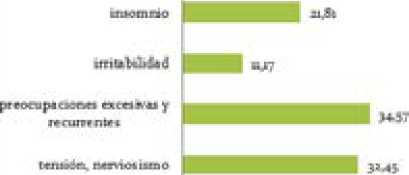 insomnio 21,81
irritabilidad 11,17
preocupaciones excesivas y
recurrentes 34,57
tensión, nerviosismo 32,45